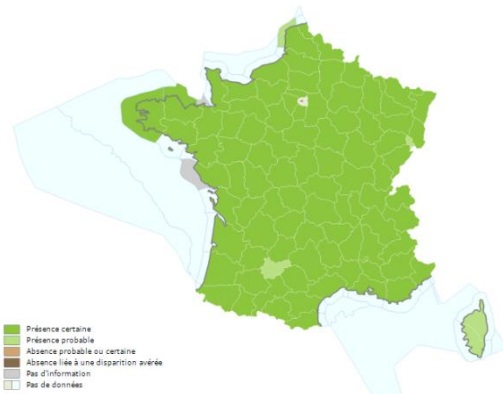 Présence certaine
Présence probable
Absence probable ou certaine
Absence liée à une disparition avérée
Pas d'information
Pas de données